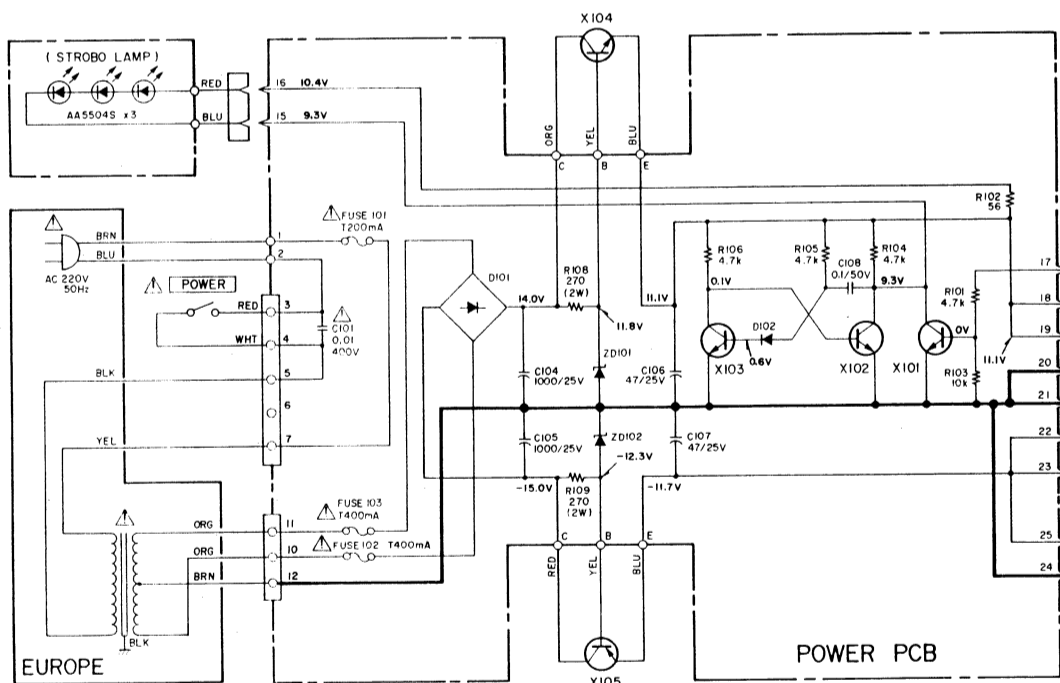 X104
( STROBO LAMP )
RED
16 10.4V
AA5504S x3
BLU
15 9.3V
ORG
YEL
BLU
C
B
E
R102
56
FUSE 101
T200mA
BRN
1
BLU
2
AC 220V
50Hz
POWER
RED
3
C101
0.01
400V
WHT
4
BLK
5
6
YEL
7
D101
14.0V
R108
270
(2W)
11.8V
11.1V
R106
4.7k
0.1V
R105
4.7k
C108
0.1/50V
R104
4.7k
9.3V
R101
4.7k
17
18
19
11.1V
0V
D102
0.6V
X103
X102
X101
R103
10k
20
21
C104
1000/25V
ZD101
C106
47/25V
C105
1000/25V
ZD102
C107
47/25V
22
23
-12.3V
-15.0V
R109
270
(2W)
-11.7V
FUSE 103
T400mA
ORG
11
FUSE 102 T400mA
ORG
10
BRN
12
C
B
E
RED
YEL
BLU
25
24
BLK
EUROPE
X105
POWER PCB